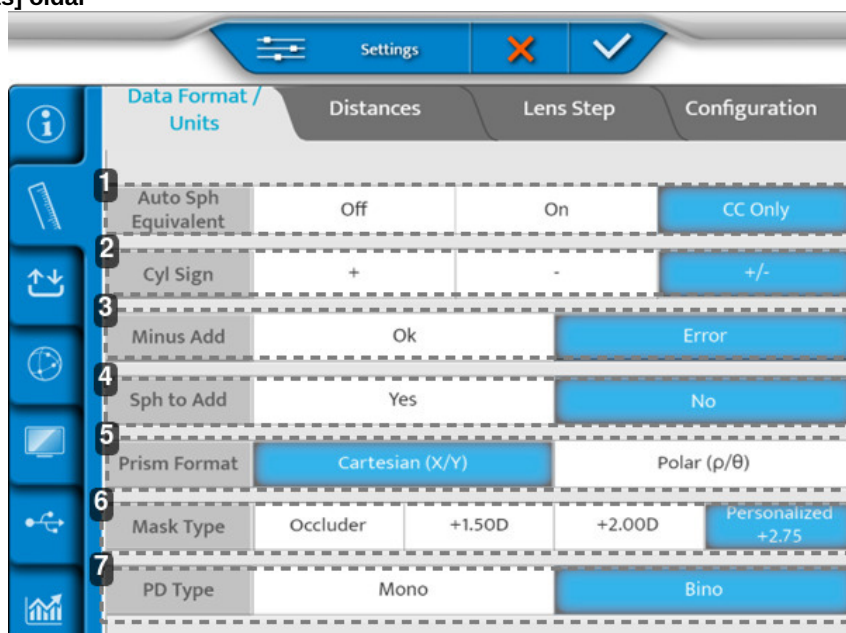 s] oldal
Settings
Data Format /
Units
Distances
Lens Step
Configuration
1
Auto Sph
Equivalent
Off
On
CC Only
2
Cyl Sign
+
-
+/-
3
Minus Add
Ok
Error
4
Sph to Add
Yes
No
5
Prism Format
Cartesian (X/Y)
Polar (ρ/θ)
6
Mask Type
Occluder
+1.50D
+2.00D
Personalized
+2.75
7
PD Type
Mono
Bino